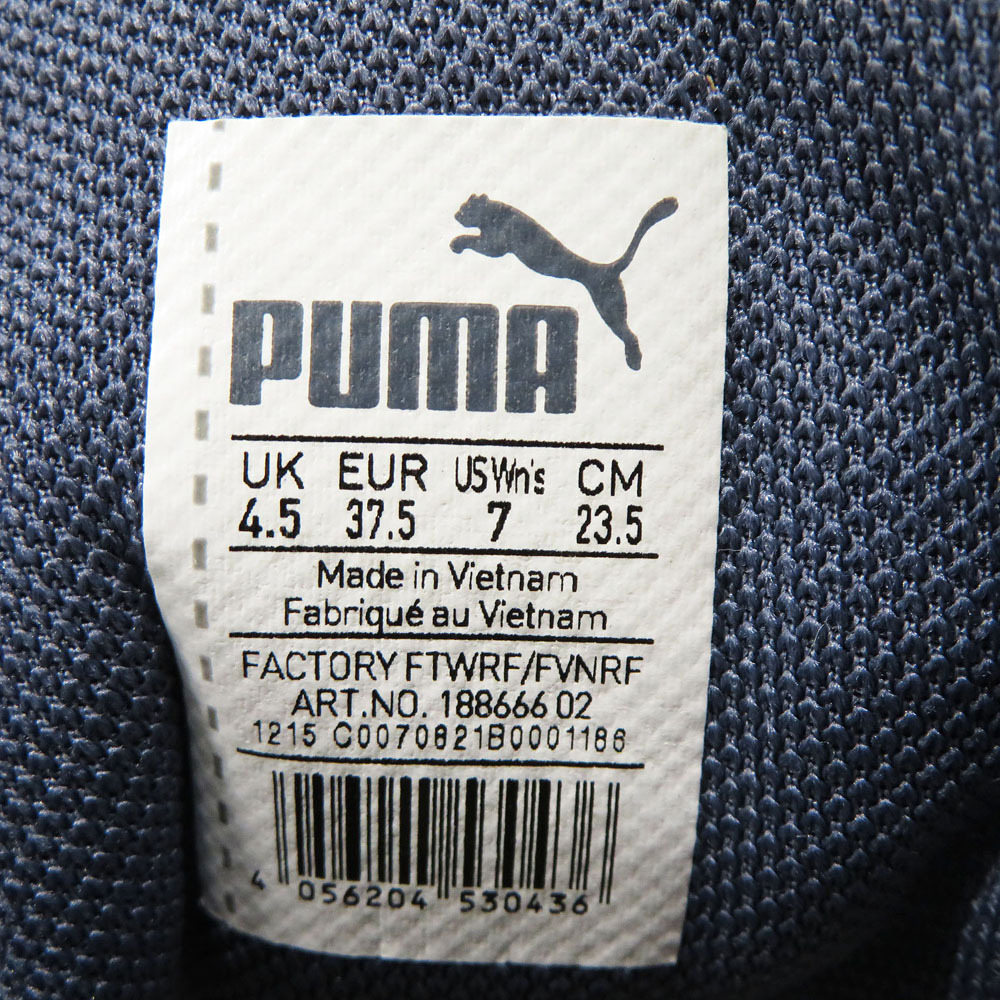 PUMA
UK EUR US Wn's CM
4.5 37.5 7 23.5
Made in Vietnam
Fabriqué au Vietnam
FACTORY FTWRF/FVNRF
ART.NO. 188666 02
1215 C0070821B0001186
4 056204 530436